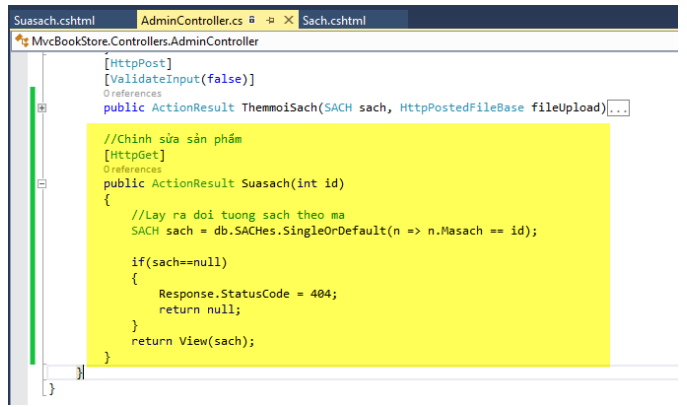 Suasach.cshtml AdminController.cs Sach.cshtml
MvcBookStore.Controllers.AdminController
[HttpPost]
[ValidateInput(false)]
0 references
public ActionResult ThemmoiSach(SACH sach, HttpPostedFileBase fileUpload)...
//Chỉnh sửa sản phẩm
[HttpGet]
0 references
public ActionResult Suasach(int id)
{
//Lay ra doi tuong sach theo ma
SACH sach = db.SACHes.SingleOrDefault(n => n.Masach == id);
if(sach==null)
{
Response.StatusCode = 404;
return null;
}
return View(sach);
}
}
}